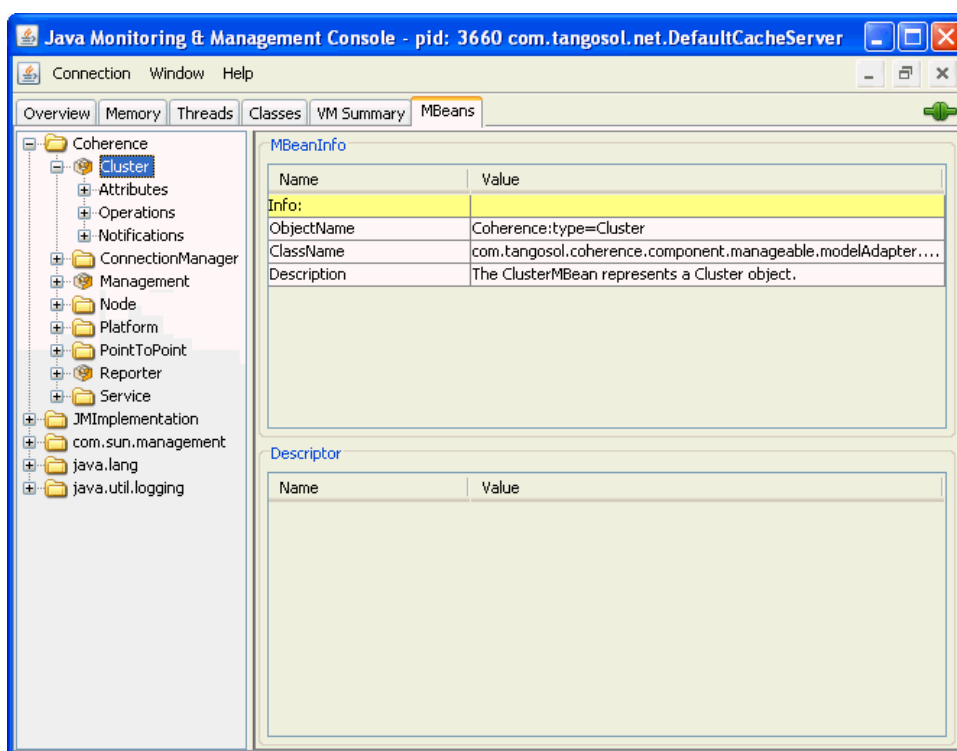 Java Monitoring & Management Console - pid: 3660 com.tangosol.net.DefaultCacheServer
Connection Window Help
Overview Memory Threads Classes VM Summary MBeans
Coherence
Cluster
Attributes
Operations
Notifications
ConnectionManager
Management
Node
Platform
PointToPoint
Reporter
Service
JMImplementation
com.sun.management
java.lang
java.util.logging
MBeanInfo
Name Value
Info:
ObjectName Coherence:type=Cluster
ClassName com.tangosol.coherence.component.manageable.modelAdapter....
Description The ClusterMBean represents a Cluster object.
Descriptor
Name Value